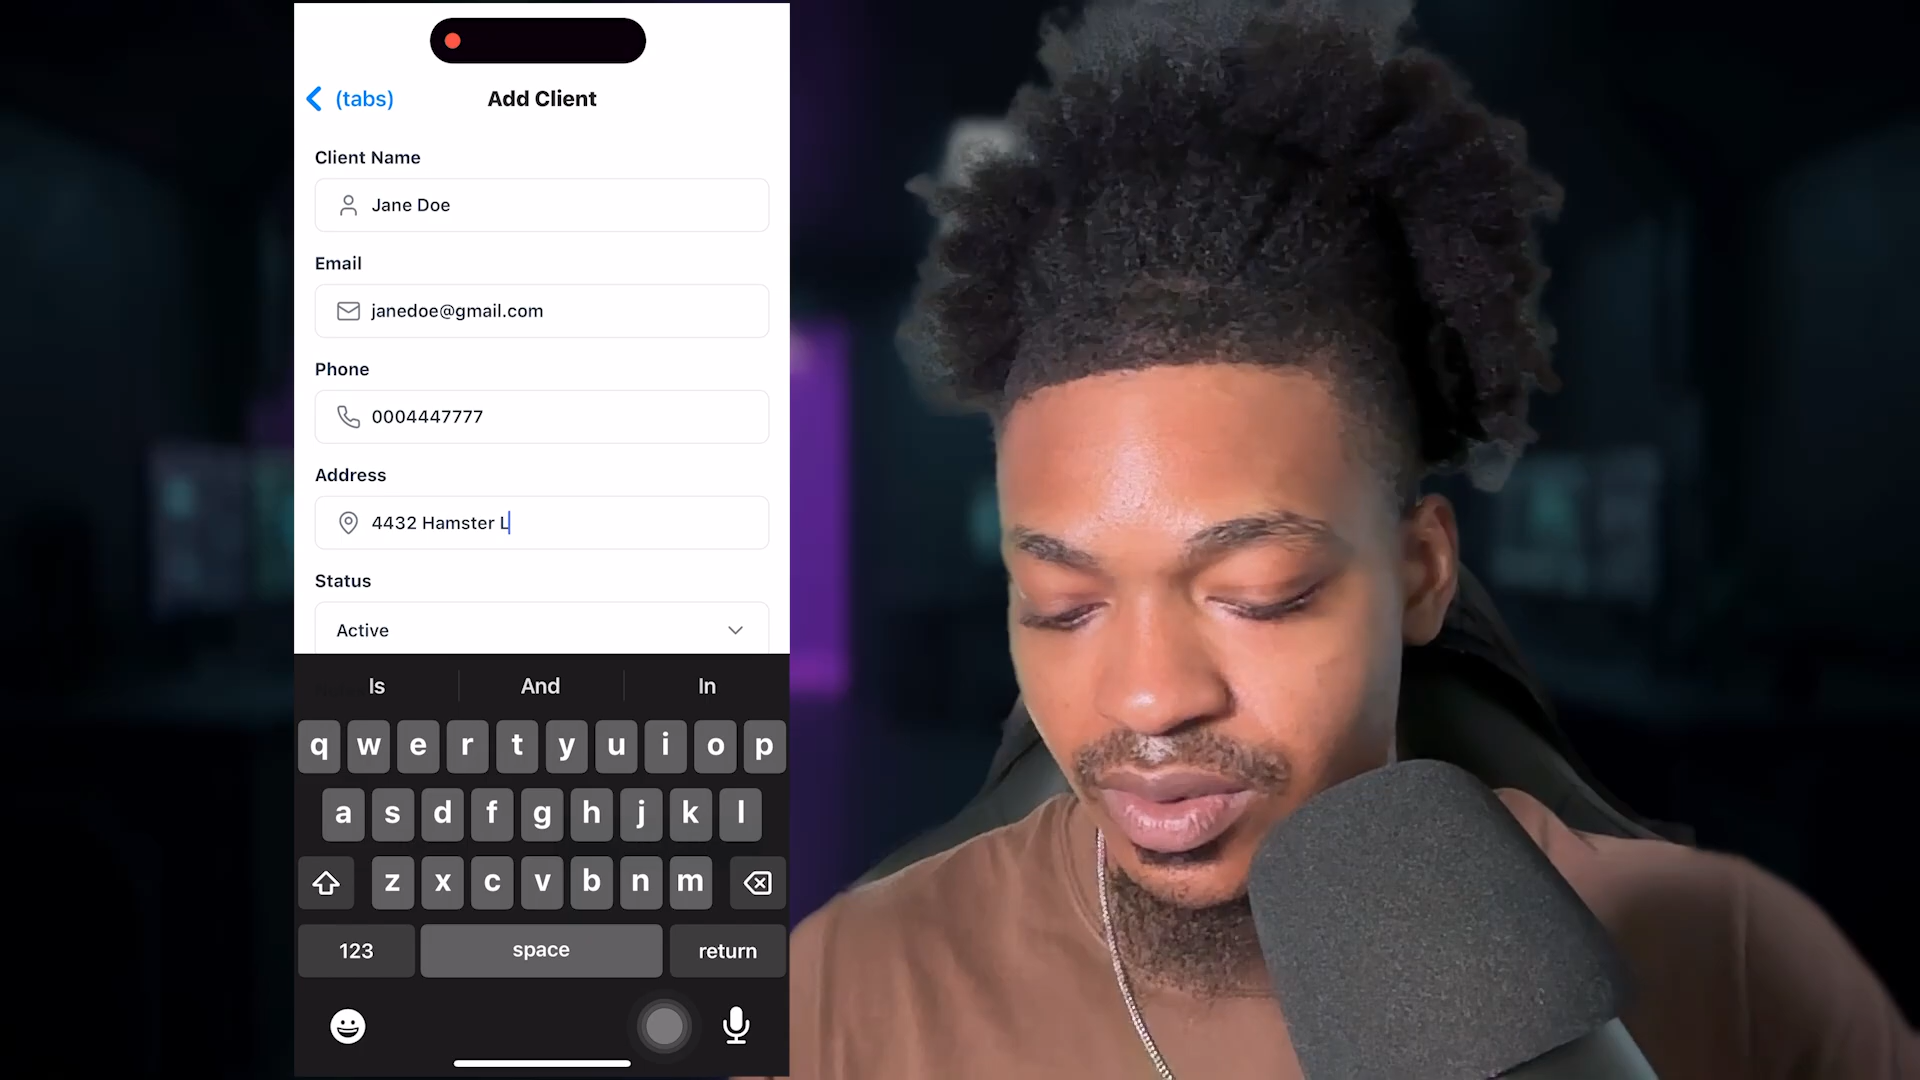 (tabs) Add Client
Client Name
Jane Doe
Email
janedoe@gmail.com
Phone
0004447777
Address
4432 Hamster L
Status
Active
Is And In
q w e r t y u i o p
a s d f g h j k l
z x c v b n m
123 space return